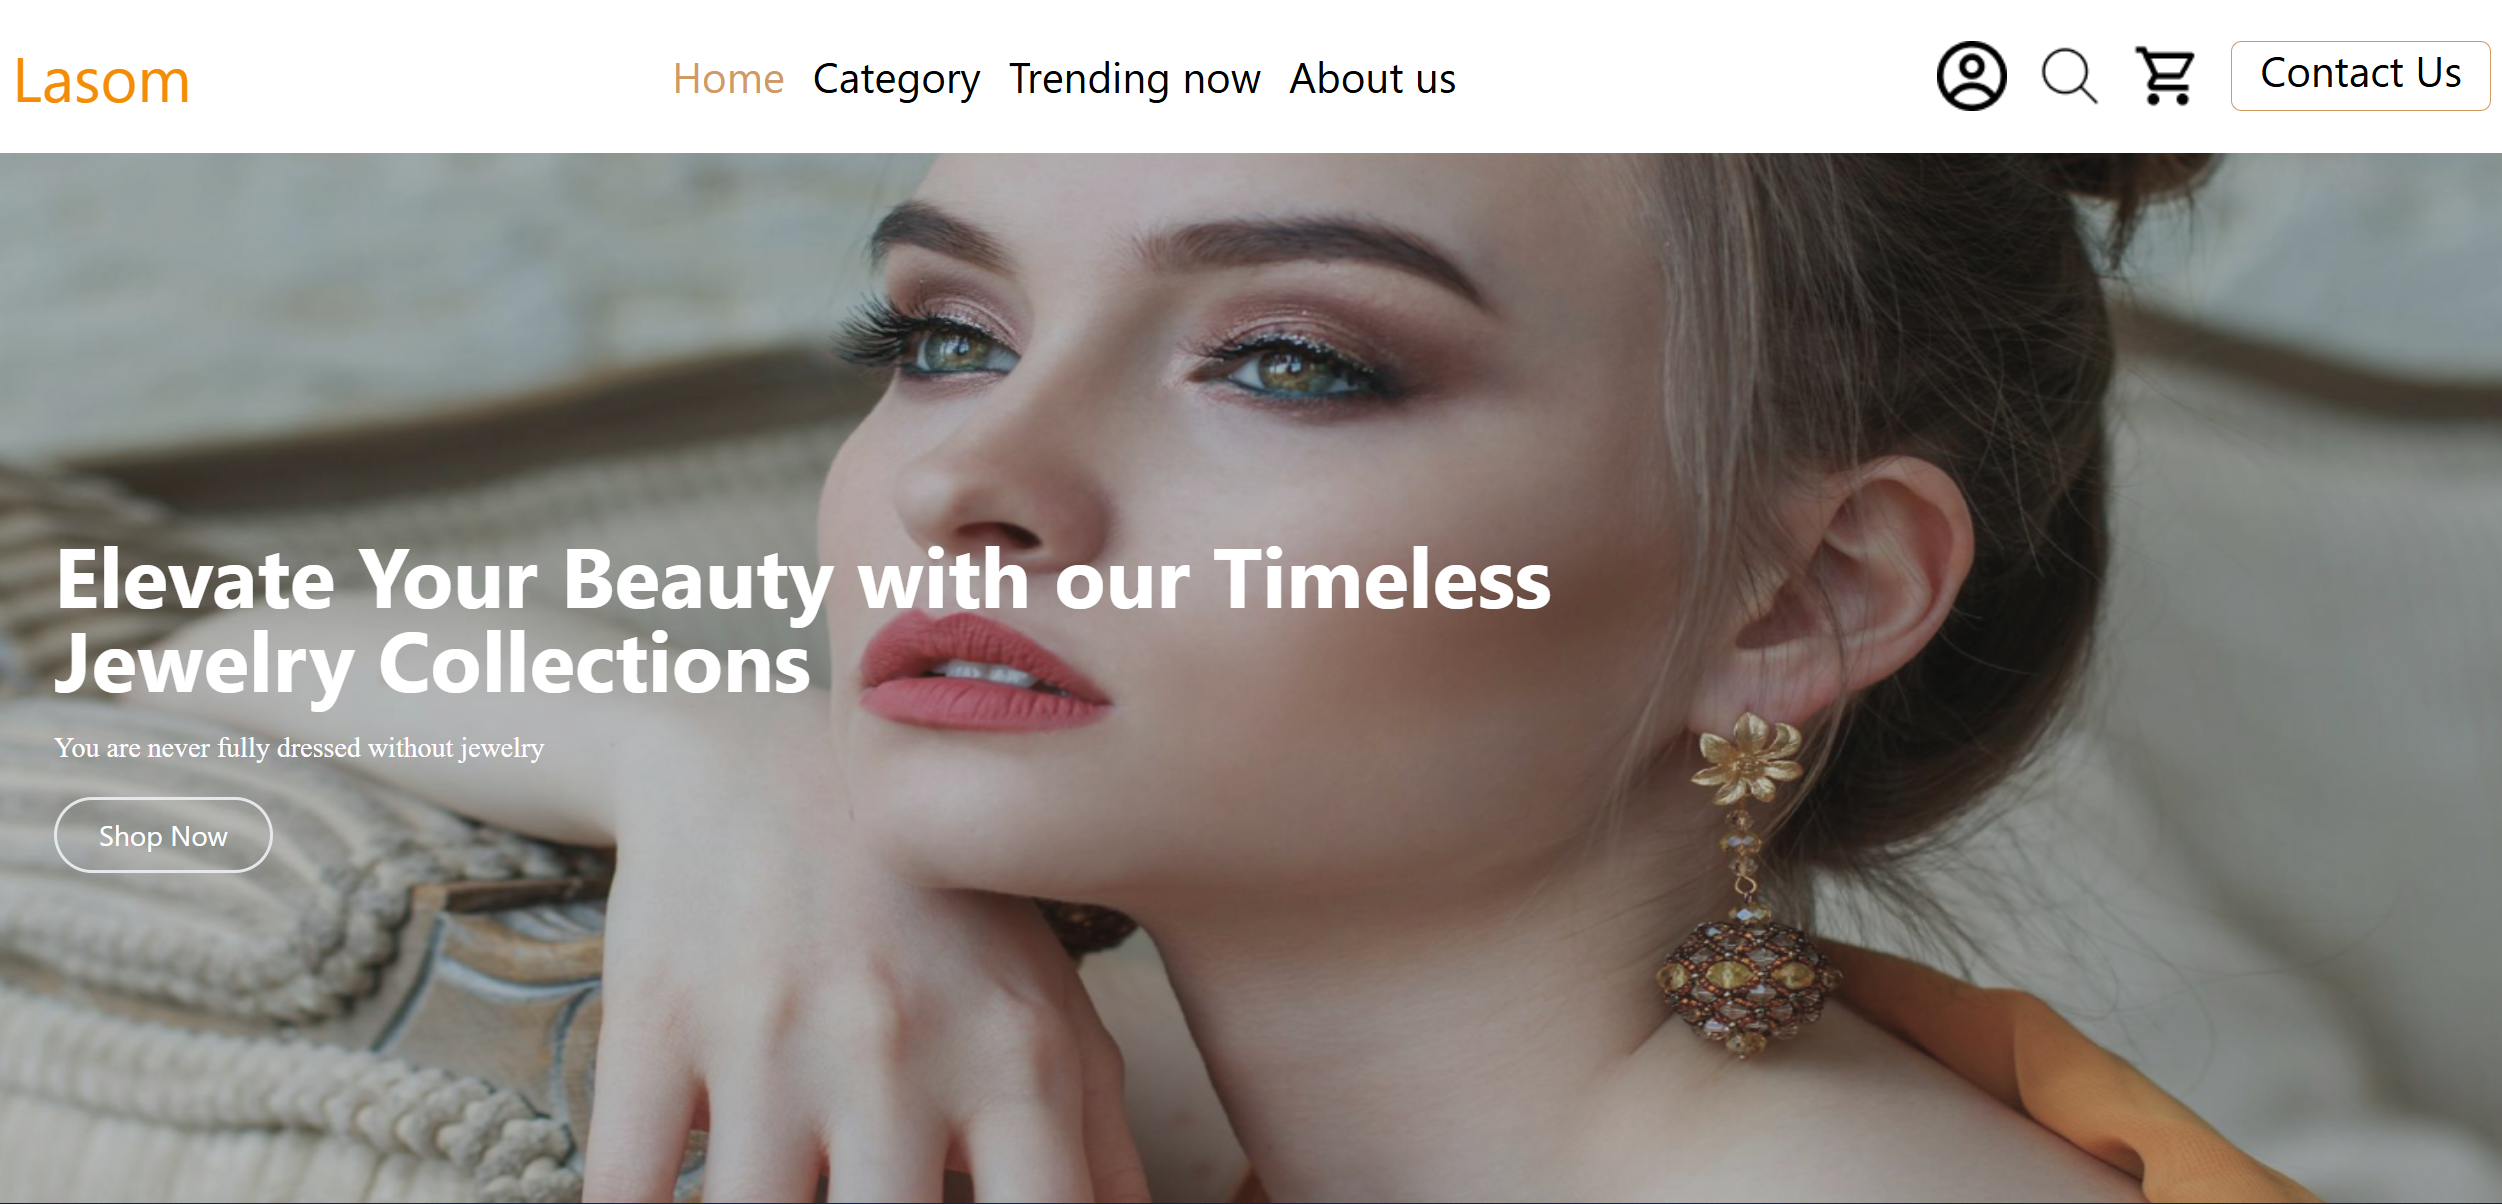 Lasom
Home Category Trending now About us
Contact Us
Elevate Your Beauty with our Timeless
Jewelry Collections
You are never fully dressed without jewelry
Shop Now